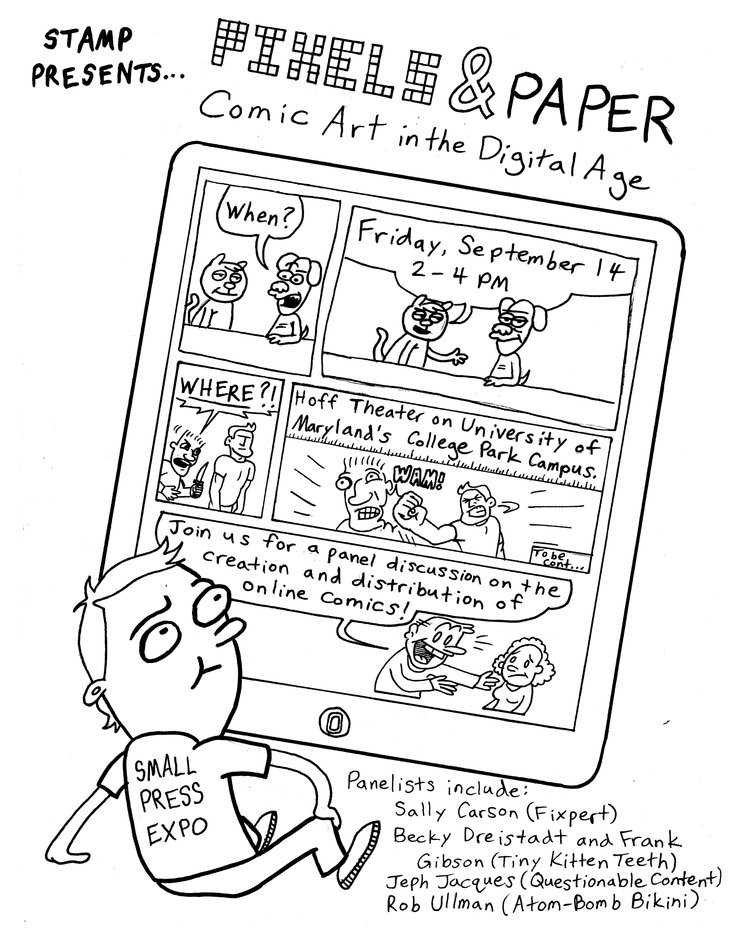 STAMP
PRESENTS...
PIXELS & PAPER
Comic Art in the Digital Age
When?
Friday, September 14
2-4 PM
WHERE?!
Hoff Theater on University of
Maryland's College Park Campus.
WAM!
To be
cont...
Join us for a panel discussion on the
creation and distribution of
online comics!
SMALL
PRESS
EXPO
Panelists include:
Sally Carson (Fixpert)
Becky Dreistadt and Frank
Gibson (Tiny Kitten Teeth)
Jeph Jacques (Questionable Content)
Rob Ullman (Atom-Bomb Bikini)